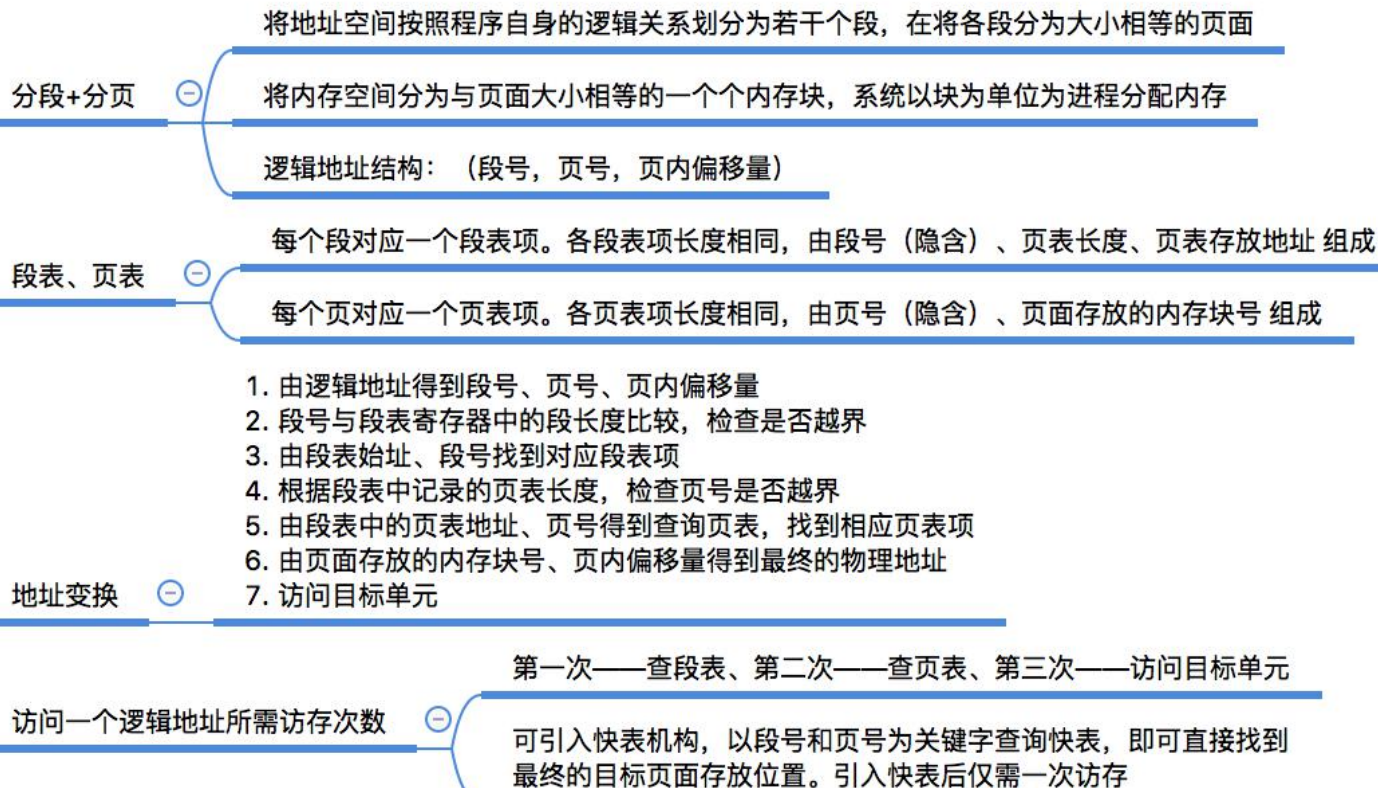 将地址空间按照程序自身的逻辑关系划分为若干个段，在将各段分为大小相等的页面
分段+分页
将内存空间分为与页面大小相等的一个个内存块，系统以块为单位为进程分配内存
逻辑地址结构：（段号，页号，页内偏移量）
每个段对应一个段表项。各段表项长度相同，由段号（隐含）、页表长度、页表存放地址 组成
段表、页表
每个页对应一个页表项。各页表项长度相同，由页号（隐含）、页面存放的内存块号 组成
1. 由逻辑地址得到段号、页号、页内偏移量
2. 段号与段表寄存器中的段长度比较，检查是否越界
3. 由段表始址、段号找到对应段表项
4. 根据段表中记录的页表长度，检查页号是否越界
5. 由段表中的页表地址、页号得到查询页表，找到相应页表项
6. 由页面存放的内存块号、页内偏移量得到最终的物理地址
7. 访问目标单元
地址变换
第一次——查段表、第二次——查页表、第三次——访问目标单元
访问一个逻辑地址所需访存次数
可引入快表机构，以段号和页号为关键字查询快表，即可直接找到
最终的目标页面存放位置。引入快表后仅需一次访存